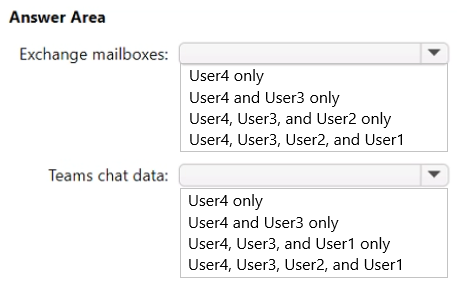 Answer Area
Exchange mailboxes:
User4 only
User4 and User3 only
User4, User3, and User2 only
User4, User3, User2, and User1
Teams chat data:
User4 only
User4 and User3 only
User4, User3, and User1 only
User4, User3, User2, and User1